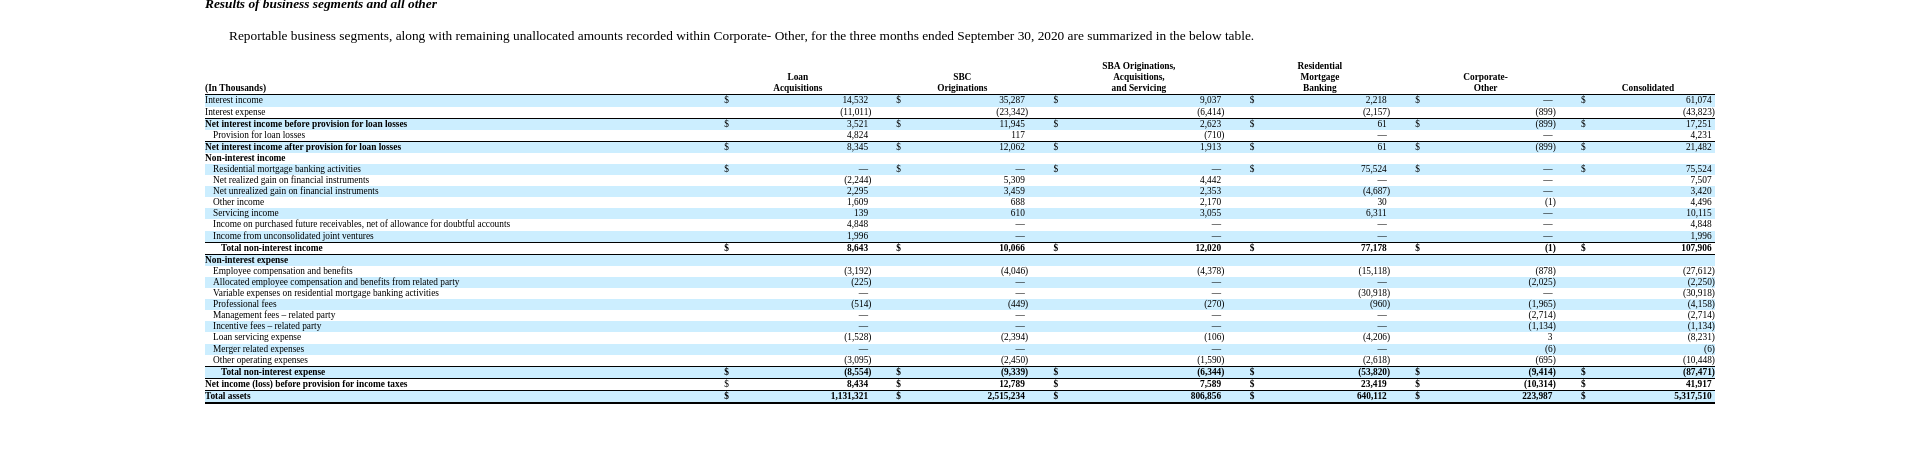 Results of business segments and all other
Reportable business segments, along with remaining unallocated amounts recorded within Corporate- Other, for the three months ended September 30, 2020 are summarized in the below table.
(In Thousands) Loan Acquisitions SBC Originations SBA Originations, Acquisitions, and Servicing Residential Mortgage Banking Corporate- Other Consolidated
Interest income $ 14,532 $ 35,287 $ 9,037 $ 2,218 $ — $ 61,074
Interest expense (11,011) (23,342) (6,414) (2,157) (899) (43,823)
Net interest income before provision for loan losses $ 3,521 $ 11,945 $ 2,623 $ 61 $ (899) $ 17,251
Provision for loan losses 4,824 117 (710) — — 4,231
Net interest income after provision for loan losses $ 8,345 $ 12,062 $ 1,913 $ 61 $ (899) $ 21,482
Non-interest income
Residential mortgage banking activities $ — $ — $ — $ 75,524 $ — $ 75,524
Net realized gain on financial instruments (2,244) 5,309 4,442 — — 7,507
Net unrealized gain on financial instruments 2,295 3,459 2,353 (4,687) — 3,420
Other income 1,609 688 2,170 30 (1) 4,496
Servicing income 139 610 3,055 6,311 — 10,115
Income on purchased future receivables, net of allowance for doubtful accounts 4,848 — — — — 4,848
Income from unconsolidated joint ventures 1,996 — — — — 1,996
Total non-interest income $ 8,643 $ 10,066 $ 12,020 $ 77,178 $ (1) $ 107,906
Non-interest expense
Employee compensation and benefits (3,192) (4,046) (4,378) (15,118) (878) (27,612)
Allocated employee compensation and benefits from related party (225) — — — (2,025) (2,250)
Variable expenses on residential mortgage banking activities — — — (30,918) — (30,918)
Professional fees (514) (449) (270) (960) (1,965) (4,158)
Management fees – related party — — — — (2,714) (2,714)
Incentive fees – related party — — — — (1,134) (1,134)
Loan servicing expense (1,528) (2,394) (106) (4,206) 3 (8,231)
Merger related expenses — — — — (6) (6)
Other operating expenses (3,095) (2,450) (1,590) (2,618) (695) (10,448)
Total non-interest expense $ (8,554) $ (9,339) $ (6,344) $ (53,820) $ (9,414) $ (87,471)
Net income (loss) before provision for income taxes $ 8,434 $ 12,789 $ 7,589 $ 23,419 $ (10,314) $ 41,917
Total assets $ 1,131,321 $ 2,515,234 $ 806,856 $ 640,112 $ 223,987 $ 5,317,510